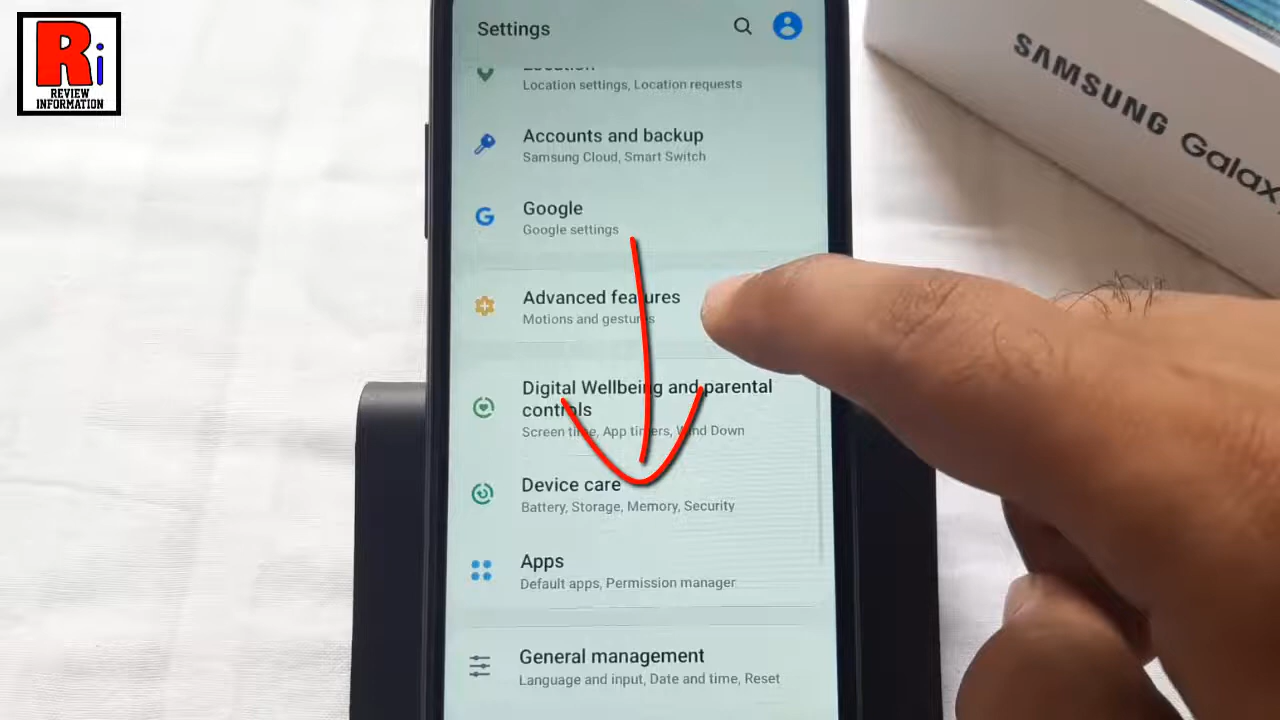 Ri
REVIEW
INFORMATION
Settings
Location
Location settings, Location requests
Accounts and backup
Samsung Cloud, Smart Switch
Google
Google settings
Advanced features
Motions and gestures
Digital Wellbeing and parental
controls
Screen time, App timers, Wind Down
Device care
Battery, Storage, Memory, Security
Apps
Default apps, Permission manager
General management
Language and input, Date and time, Reset
SAMSUNG